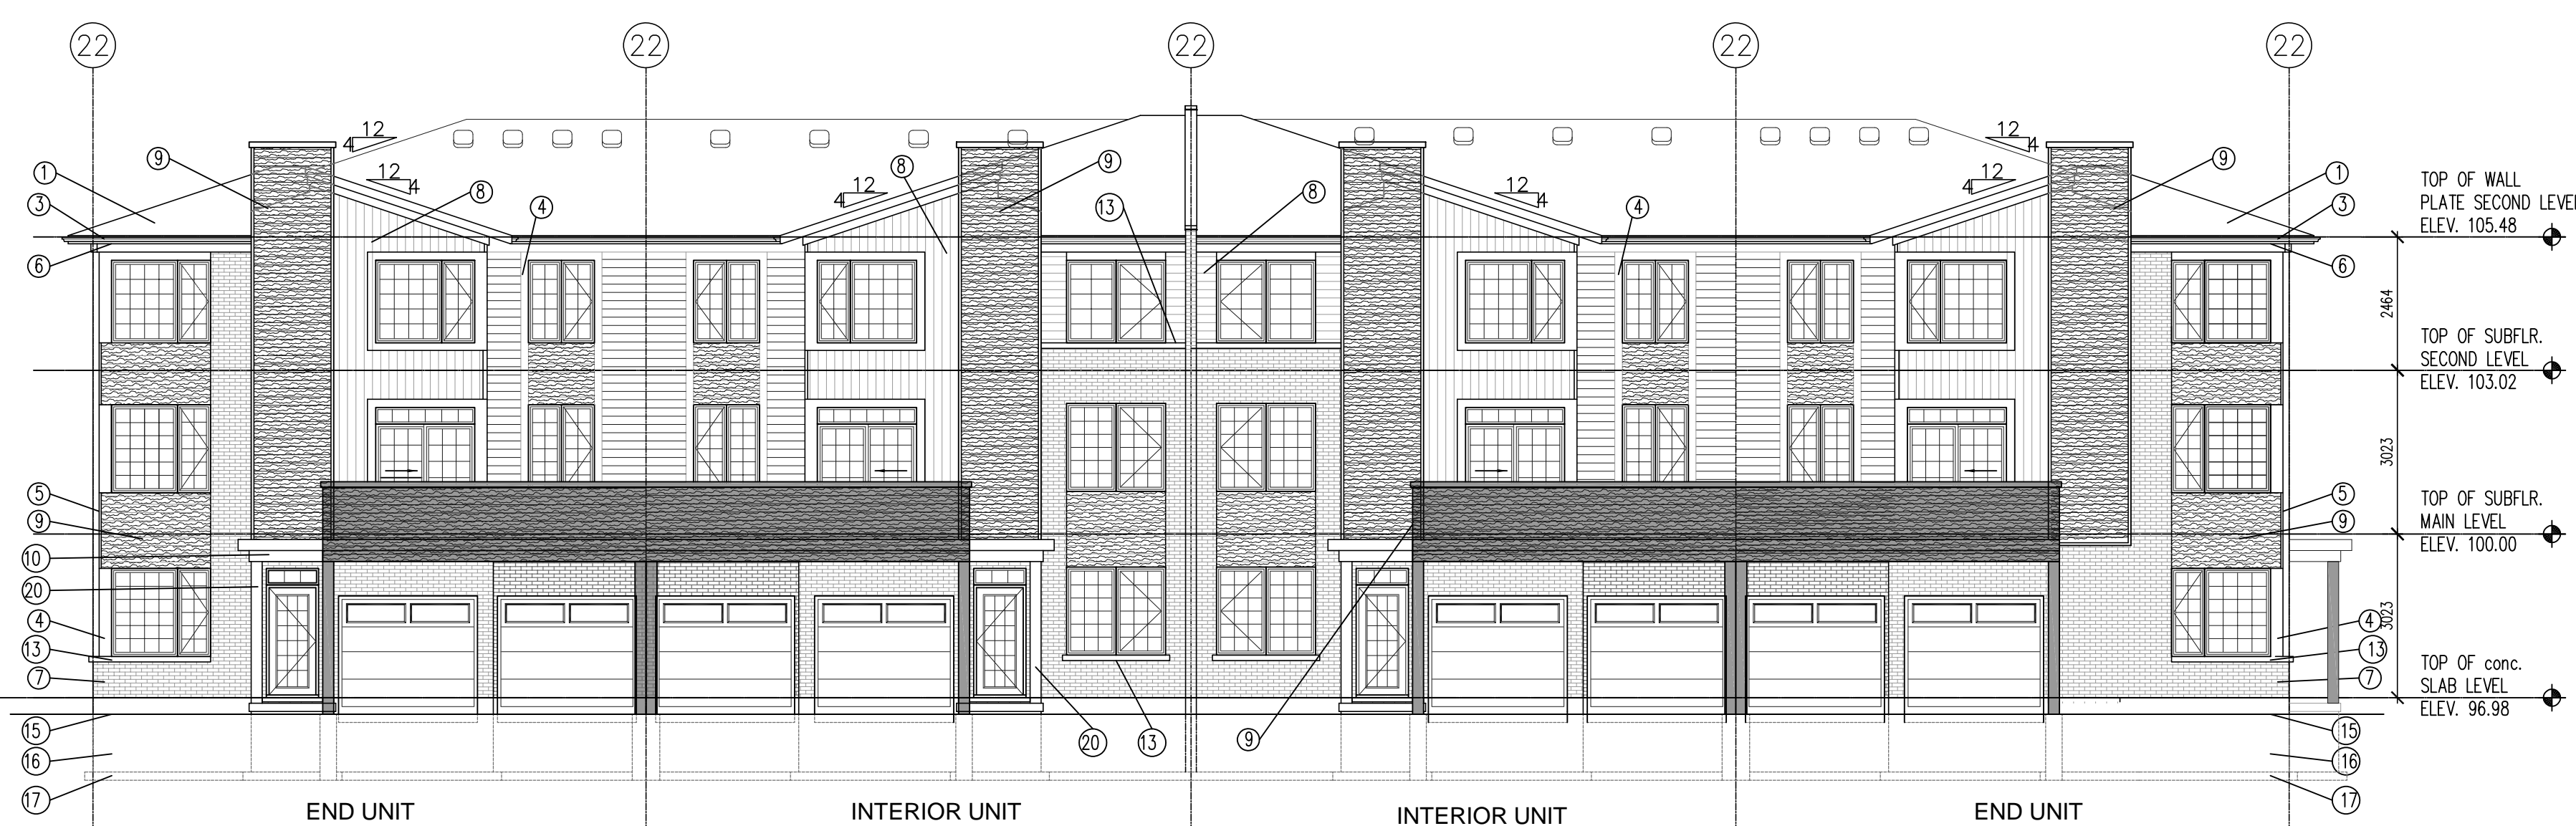 22 22 22 22 22
12 4
12 4
12 4
12 4
12 4
12 4
1
9
3
6
8
4
8
9
13
8
4
9
1
3
6
5
9
10
20
4
13
7
15
16
17
20
13
9
5
9
4
13
7
15
16
17
TOP OF WALL
PLATE SECOND LEVEL
ELEV. 105.48
2464
TOP OF SUBFLR.
SECOND LEVEL
ELEV. 103.02
3023
TOP OF SUBFLR.
MAIN LEVEL
ELEV. 100.00
3023
TOP OF conc.
SLAB LEVEL
ELEV. 96.98
END UNIT
INTERIOR UNIT
INTERIOR UNIT
END UNIT